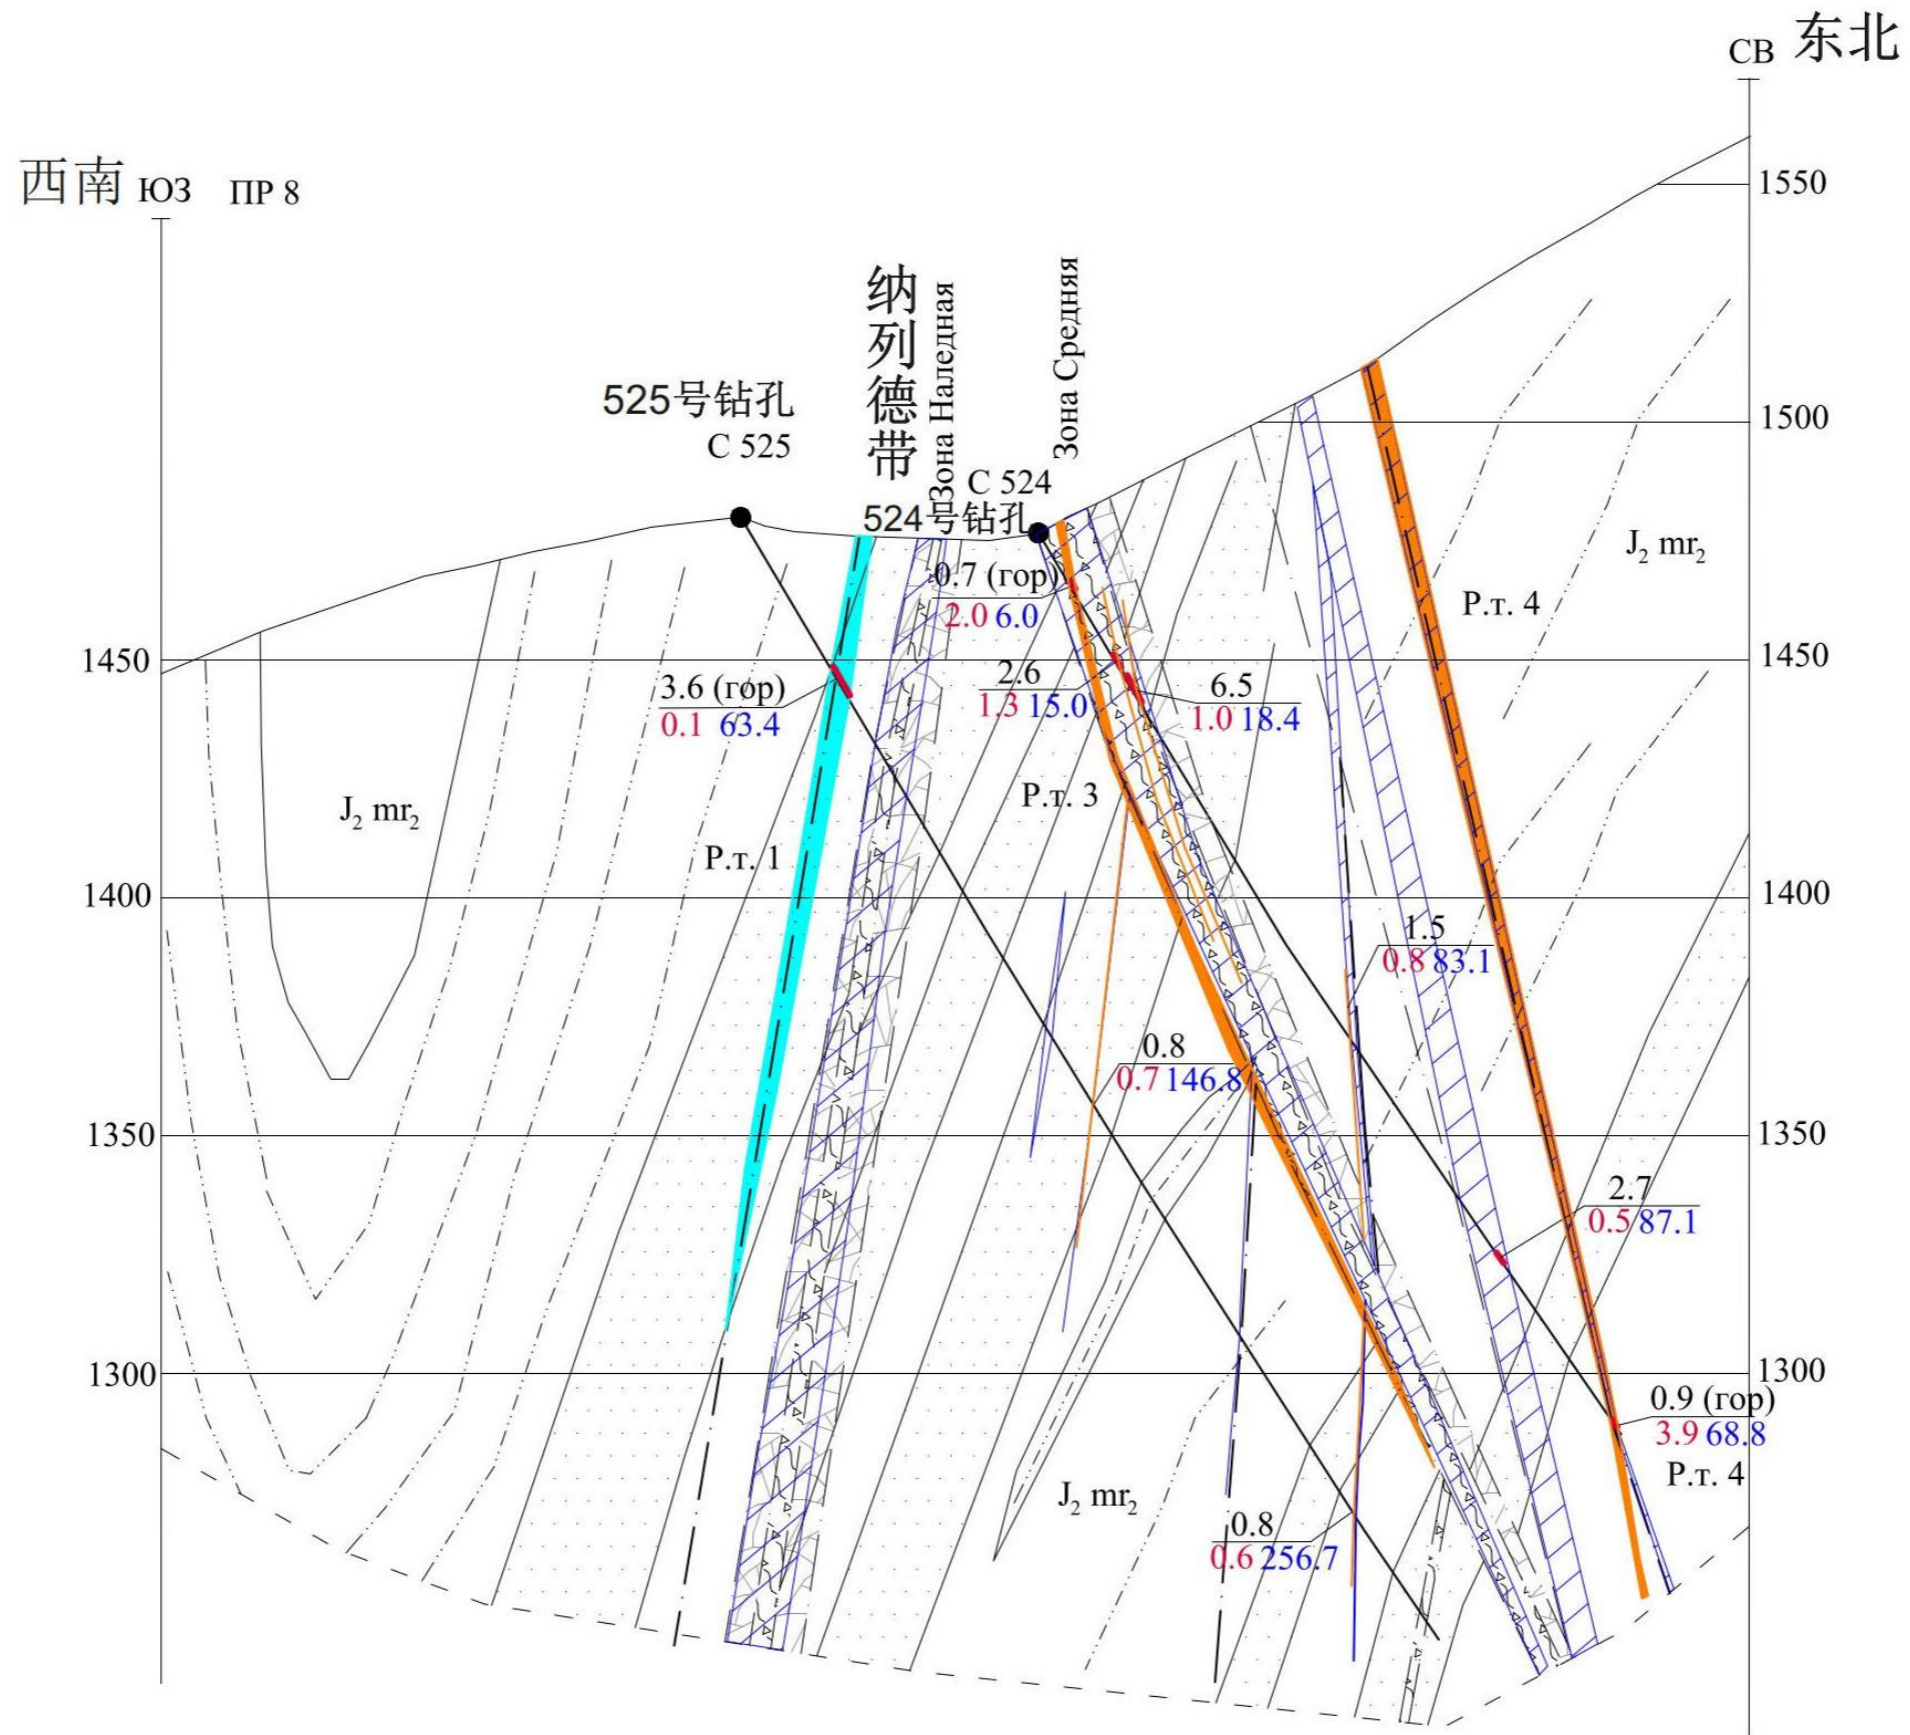 СВ 东北
西南 ЮЗ ПР 8
1550
纳列德带
Зона Наледная
Зона Средняя
525号钻孔
С 525
С 524
524号钻孔
1500
J₂ mr₂
Р.т. 4
0.7 (гор)
2.0 6.0
1450
1450
3.6 (гор)
0.1 63.4
2.6
1.3 15.0
6.5
1.0 18.4
J₂ mr₂
Р.т. 3
Р.т. 1
1400
1400
1.5
0.8 83.1
0.8
0.7 146.8
1350
1350
2.7
0.5 87.1
1300
1300
0.9 (гор)
3.9 68.8
Р.т. 4
J₂ mr₂
0.8
0.6 256.7